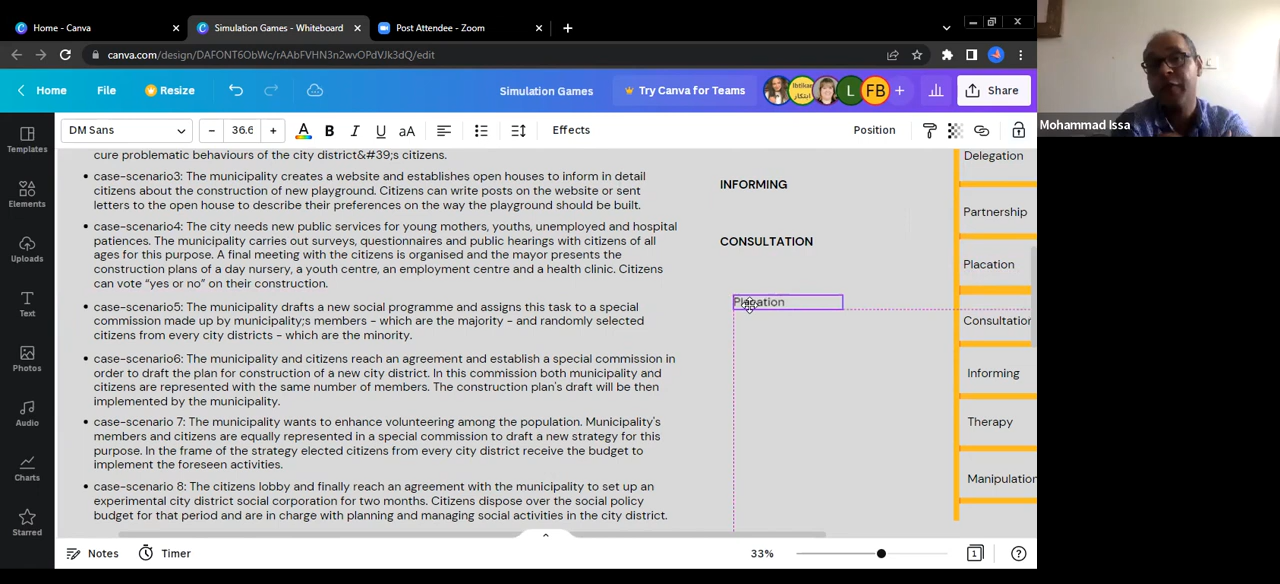 Home - Canva
Simulation Games - Whiteboard
Post Attendee - Zoom
canva.com/design/DAFONT6ObWc/rAAbFVHN3n2wvOPdVJk3dQ/edit
Home
File
Resize
Simulation Games
Try Canva for Teams
L
FB
Share
Mohammad Issa
DM Sans
36.6
B
I
U
aA
Effects
Position
Templates
Elements
Uploads
Text
Photos
Audio
Charts
Starred
cure problematic behaviours of the city district&#39;s citizens.
case-scenario3: The municipality creates a website and establishes open houses to inform in detail
citizens about the construction of new playground. Citizens can write posts on the website or sent
letters to the open house to describe their preferences on the way the playground should be built.
case-scenario4: The city needs new public services for young mothers, youths, unemployed and hospital
patiences. The municipality carries out surveys, questionnaires and public hearings with citizens of all
ages for this purpose. A final meeting with the citizens is organised and the mayor presents the
construction plans of a day nursery, a youth centre, an employment centre and a health clinic. Citizens
can vote “yes or no” on their construction.
case-scenario5: The municipality drafts a new social programme and assigns this task to a special
commission made up by municipality;s members - which are the majority - and randomly selected
citizens from every city districts - which are the minority.
case-scenario6: The municipality and citizens reach an agreement and establish a special commission in
order to draft the plan for construction of a new city district. In this commission both municipality and
citizens are represented with the same number of members. The construction plan's draft will be then
implemented by the municipality.
case-scenario 7: The municipality wants to enhance volunteering among the population. Municipality's
members and citizens are equally represented in a special commission to draft a new strategy for this
purpose. In the frame of the strategy elected citizens from every city district receive the budget to
implement the foreseen activities.
case-scenario 8: The citizens lobby and finally reach an agreement with the municipality to set up an
experimental city district social corporation for two months. Citizens dispose over the social policy
budget for that period and are in charge with planning and managing social activities in the city district.
INFORMING
CONSULTATION
Placation
Delegation
Partnership
Placation
Consultation
Informing
Therapy
Manipulation
Notes
Timer
33%
1